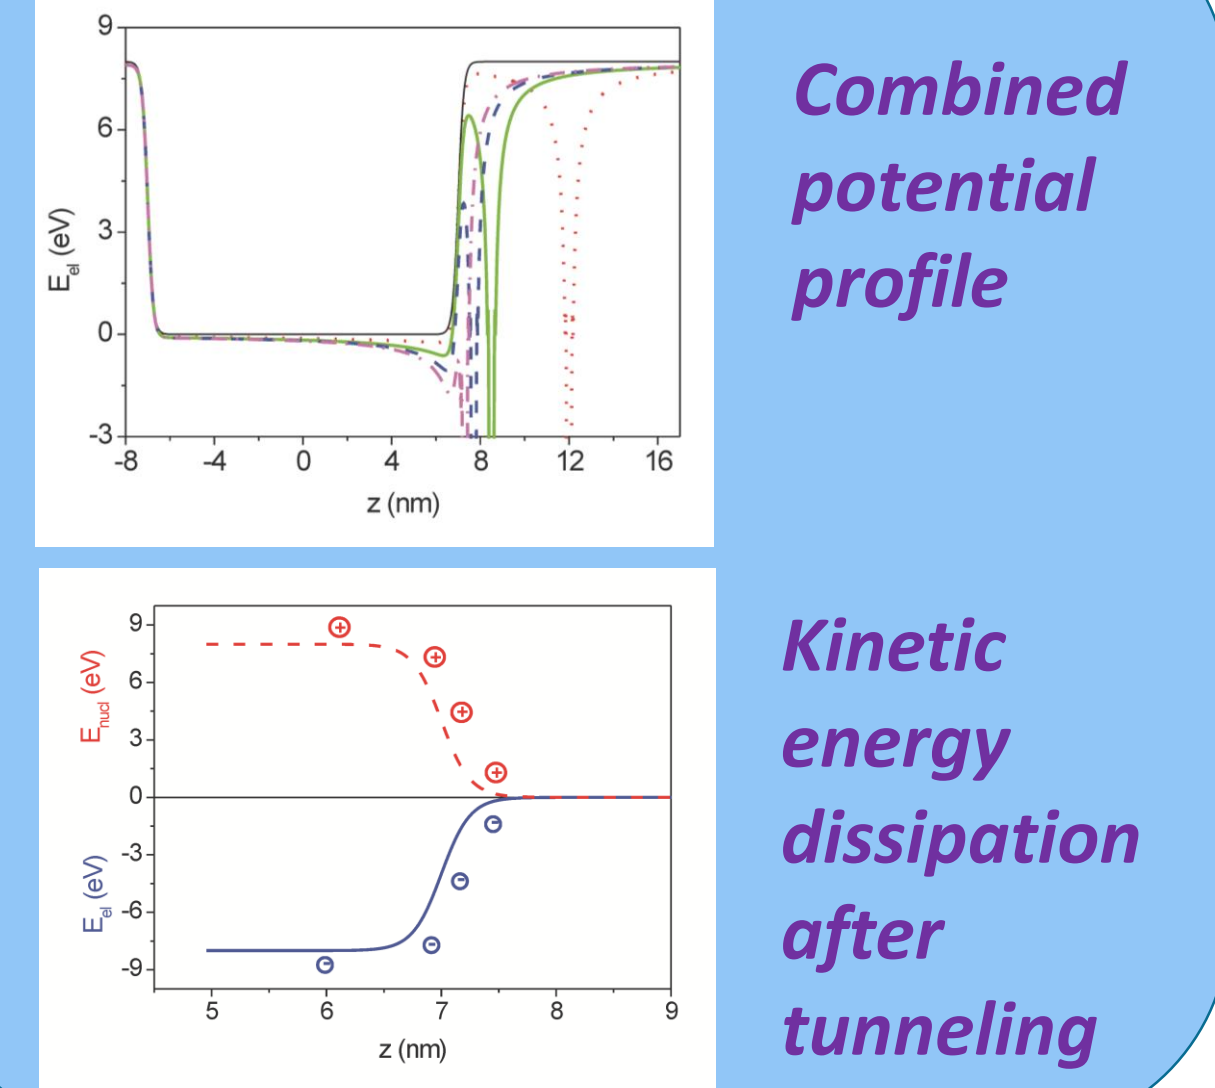 9
6
3
0
-3
E_el (eV)
-8 -4 0 4 8 12 16
z (nm)
Combined
potential
profile
9
6
3
0
-3
-6
-9
E_nucl (eV)
E_el (eV)
5 6 7 8 9
z (nm)
+
+
+
+
-
-
-
-
Kinetic
energy
dissipation
after
tunneling